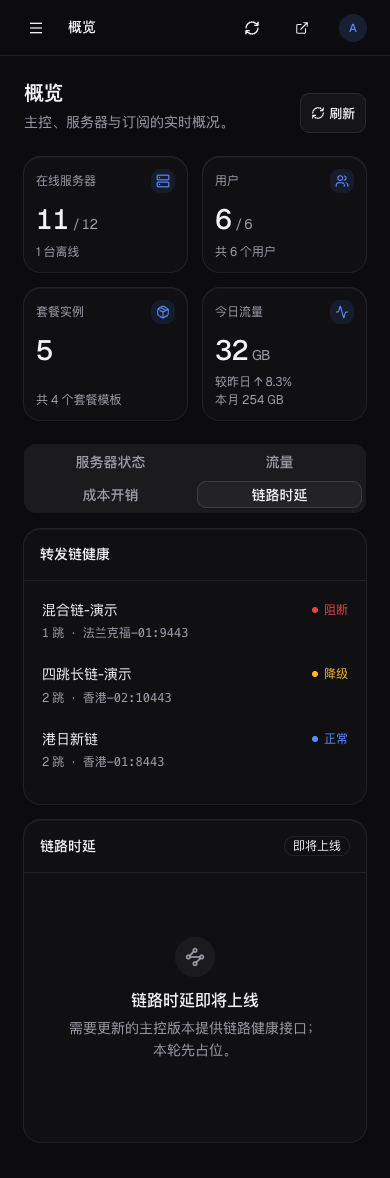 概览
A
概览
主控、服务器与订阅的实时概况。
刷新
在线服务器
11 / 12
1 台离线
用户
6 / 6
共 6 个用户
套餐实例
5
共 4 个套餐模板
今日流量
32 GB
较昨日 ↑ 8.3%
本月 254 GB
服务器状态
流量
成本开销
链路时延
转发链健康
混合链-演示
阻断
1 跳 · 法兰克福-01:9443
四跳长链-演示
降级
2 跳 · 香港-02:10443
港日新链
正常
2 跳 · 香港-01:8443
链路时延
即将上线
链路时延即将上线
需要更新的主控版本提供链路健康接口;
本轮先占位。